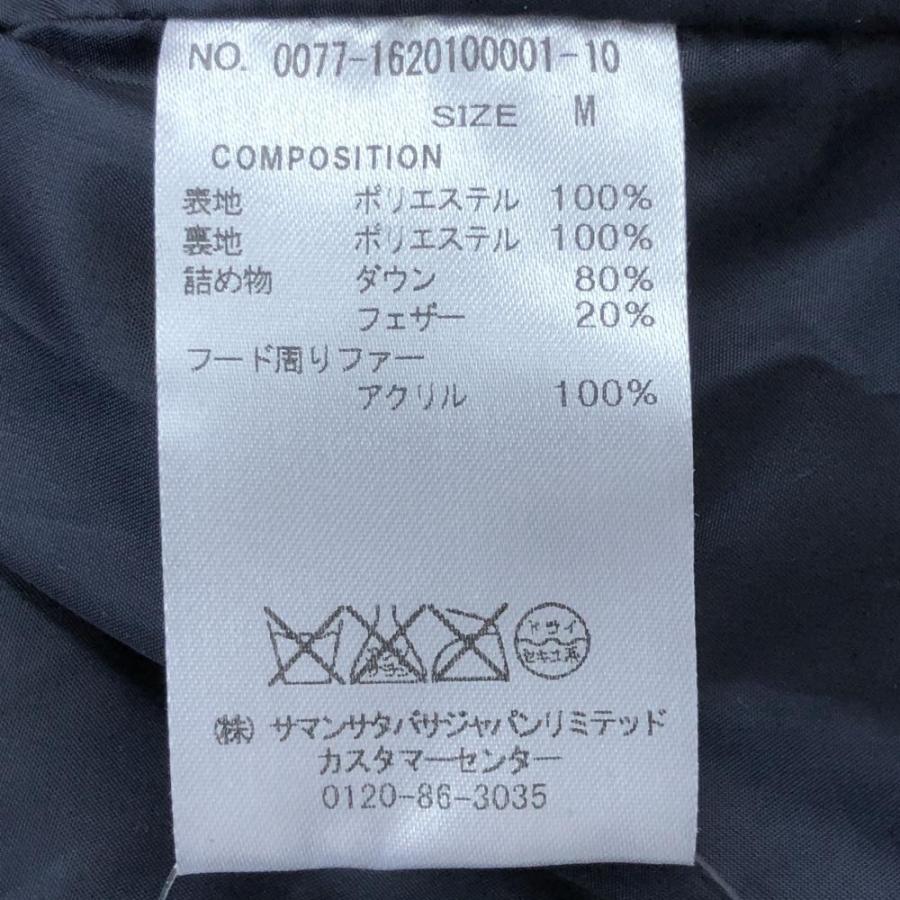 NO. 0077-1620100001-10
SIZE M
COMPOSITION
表地 ポリエステル 100%
裏地 ポリエステル 100%
詰め物 ダウン 80%
フェザー 20%
フード周りファー
アクリル 100%
ドライ
セキユ系
㈱ サマンサタバサジャパンリミテッド
カスタマーセンター
0120-86-3035